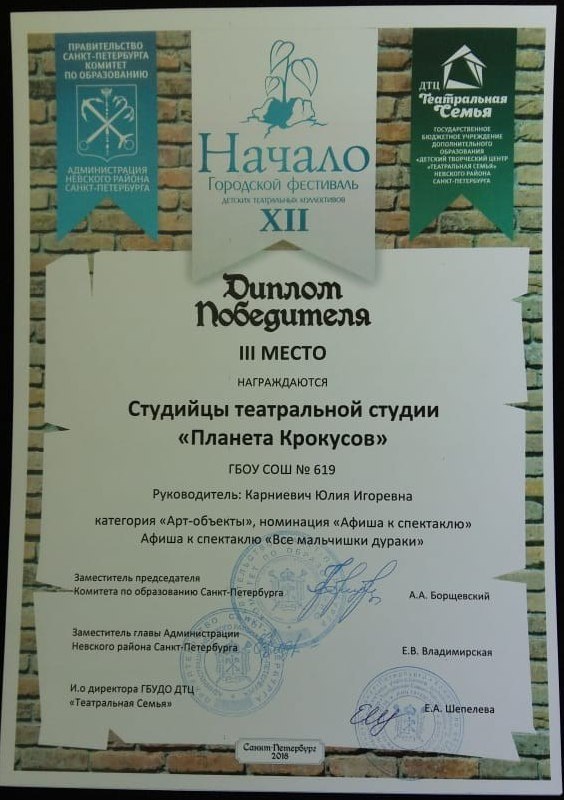 ПРАВИТЕЛЬСТВО
САНКТ-ПЕТЕРБУРГА
КОМИТЕТ
ПО ОБРАЗОВАНИЮ
АДМИНИСТРАЦИЯ
НЕВСКОГО РАЙОНА
САНКТ-ПЕТЕРБУРГА
Начало
Городской фестиваль
детских театральных коллективов
XII
ДТЦ
Театральная
Семья
ГОСУДАРСТВЕННОЕ
БЮДЖЕТНОЕ УЧРЕЖДЕНИЕ
ДОПОЛНИТЕЛЬНОГО
ОБРАЗОВАНИЯ
«ДЕТСКИЙ ТВОРЧЕСКИЙ ЦЕНТР
«ТЕАТРАЛЬНАЯ СЕМЬЯ»
НЕВСКОГО РАЙОНА
САНКТ-ПЕТЕРБУРГА
Диплом
Победителя
III МЕСТО
НАГРАЖДАЮТСЯ
Студийцы театральной студии
«Планета Крокусов»
ГБОУ СОШ № 619
Руководитель: Карниевич Юлия Игоревна
категория «Арт-объекты», номинация «Афиша к спектаклю»
Афиша к спектаклю «Все мальчишки дураки»
Заместитель председателя
Комитета по образованию Санкт-Петербурга
А.А. Борщевский
Заместитель главы Администрации
Невского района Санкт-Петербурга
Е.В. Владимирская
И.о директора ГБУДО ДТЦ
«Театральная Семья»
Е.А. Шепелева
Санкт-Петербург
2018